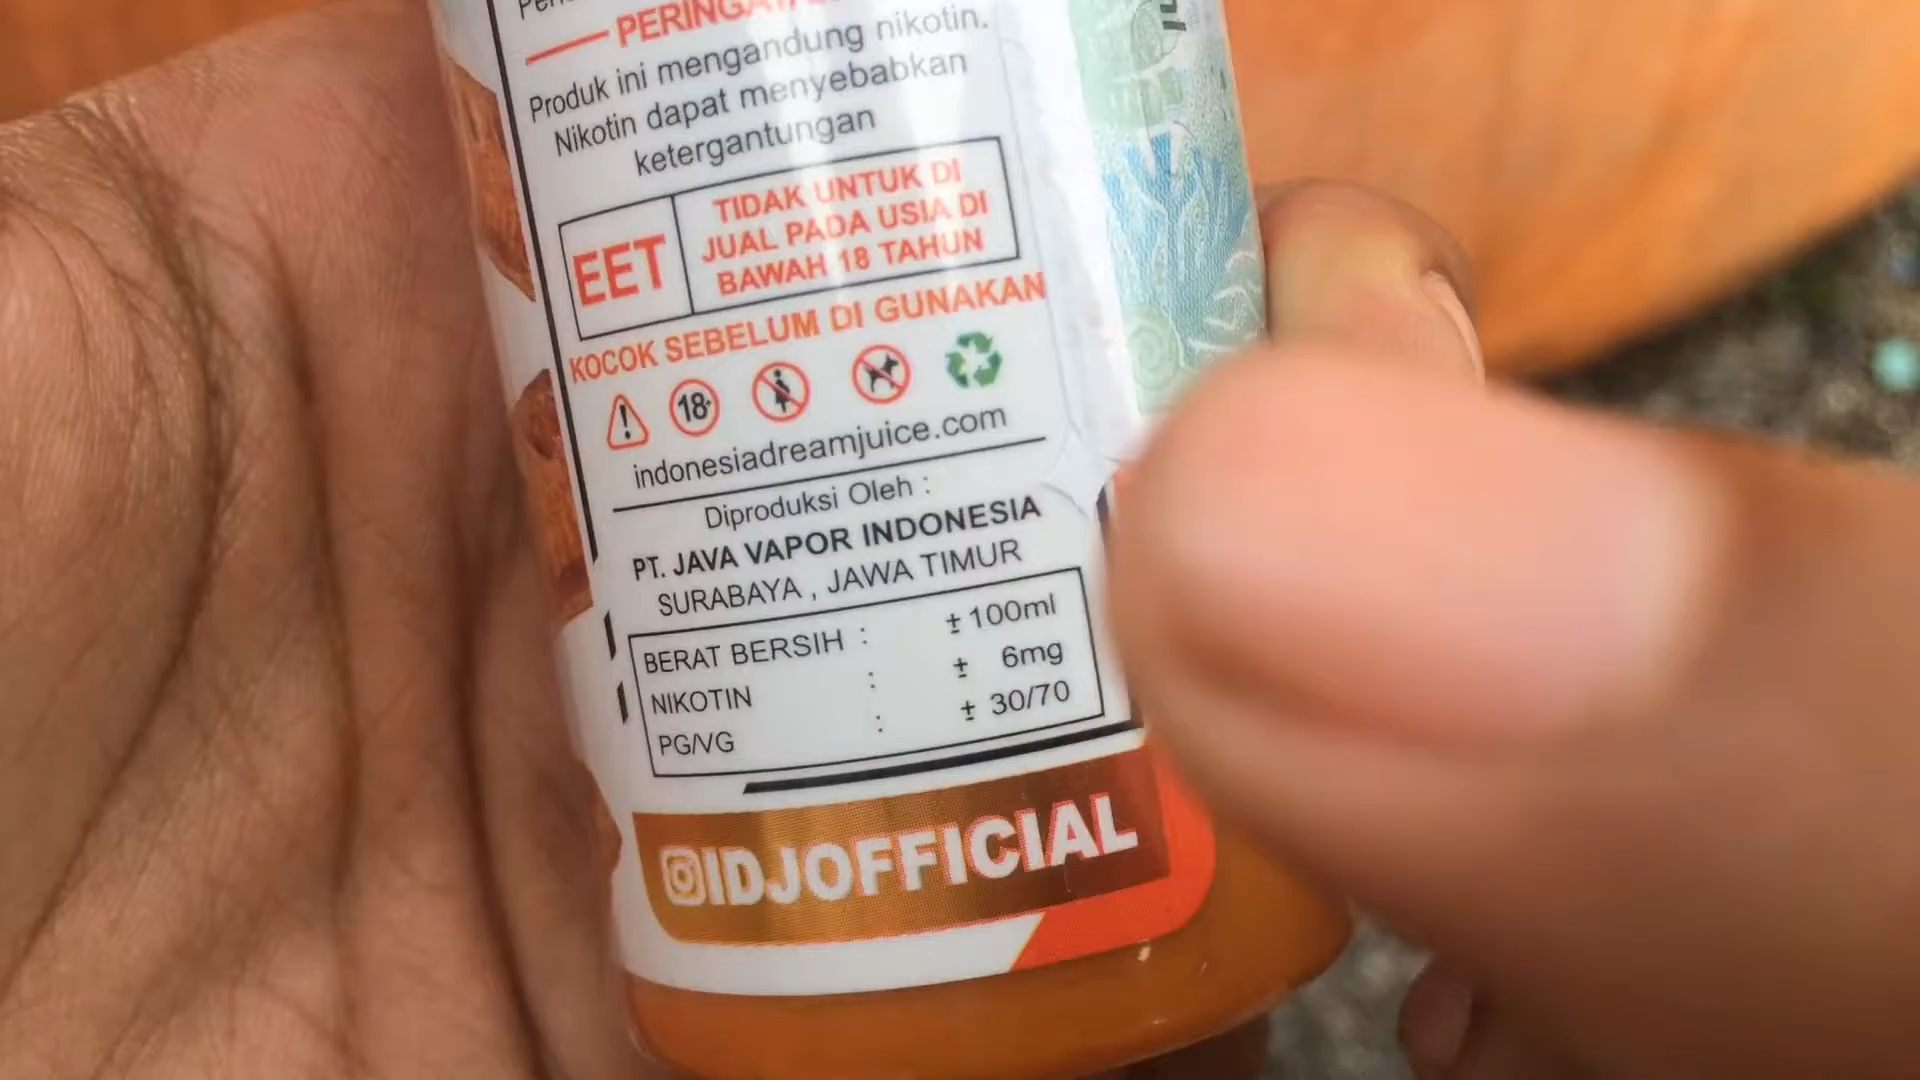 PERINGATAN
Produk ini mengandung nikotin.
Nikotin dapat menyebabkan
ketergantungan
EET
TIDAK UNTUK DI
JUAL PADA USIA DI
BAWAH 18 TAHUN
KOCOK SEBELUM DI GUNAKAN
18+
indonesiadreamjuice.com
Diproduksi Oleh :
PT. JAVA VAPOR INDONESIA
SURABAYA , JAWA TIMUR
BERAT BERSIH : ± 100ml
NIKOTIN : ± 6mg
PG/VG : ± 30/70
IDJOFFICIAL